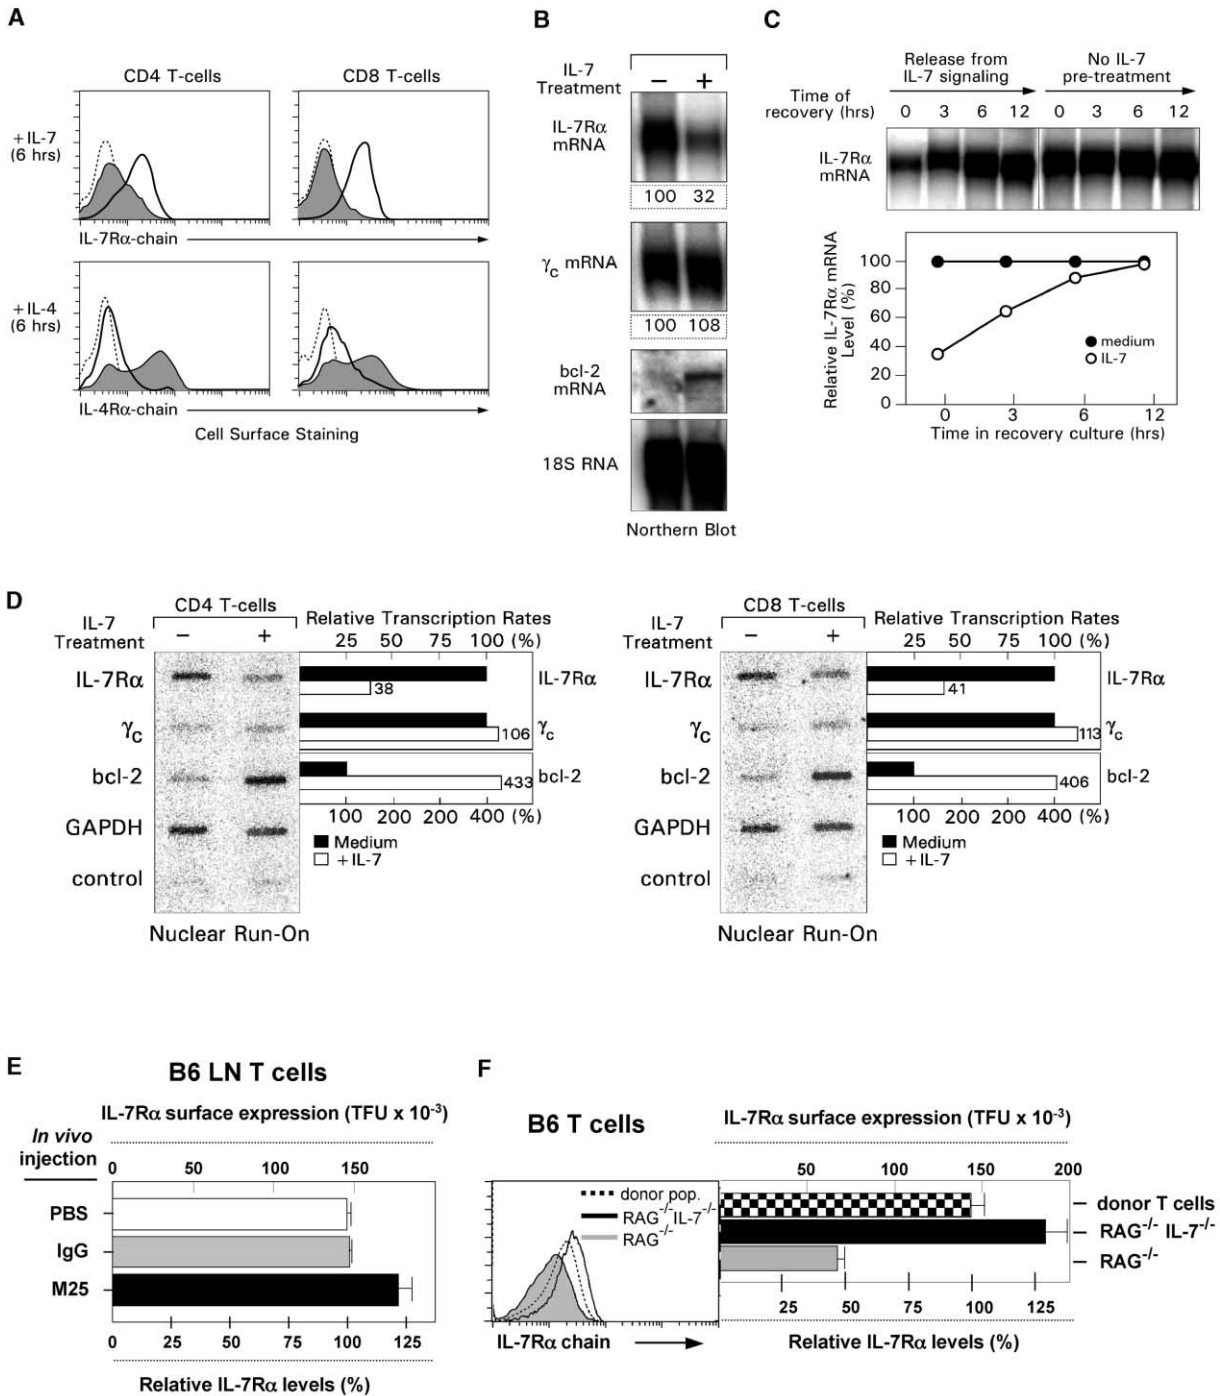 A
CD4 T-cells
CD8 T-cells
+IL-7
(6 hrs)
IL-7Rα-chain
+IL-4
(6 hrs)
IL-4Rα-chain
Cell Surface Staining
B
IL-7
Treatment
− +
IL-7Rα
mRNA
100 32
γc mRNA
100 108
bcl-2
mRNA
18S RNA
Northern Blot
C
Release from
IL-7 signaling
No IL-7
pre-treatment
Time of
recovery (hrs)
0 3 6 12 0 3 6 12
IL-7Rα
mRNA
Relative IL-7Rα mRNA
Level (%)
100
80
60
40
20
0
medium
IL-7
0 3 6 12
Time in recovery culture (hrs)
D
IL-7
Treatment
CD4 T-cells
− +
Relative Transcription Rates
25 50 75 100 (%)
IL-7Rα
38
IL-7Rα
γc
106
γc
bcl-2
433
bcl-2
GAPDH
100 200 200 400 (%)
Medium
+IL-7
control
Nuclear Run-On
IL-7
Treatment
CD8 T-cells
− +
Relative Transcription Rates
25 50 75 100 (%)
IL-7Rα
41
IL-7Rα
γc
113
γc
bcl-2
406
bcl-2
GAPDH
100 200 200 400 (%)
Medium
+IL-7
control
Nuclear Run-On
E
B6 LN T cells
IL-7Rα surface expression (TFU x 10-3)
In vivo
injection
0 50 100 150
PBS
IgG
M25
0 25 50 75 100 125
Relative IL-7Rα levels (%)
F
B6 T cells
donor pop.
RAG-/-IL-7-/-
RAG-/-
IL-7Rα chain
IL-7Rα surface expression (TFU x 10-3)
50 100 150 200
donor T cells
RAG-/- IL-7-/-
RAG-/-
25 50 75 100 125
Relative IL-7Rα levels (%)